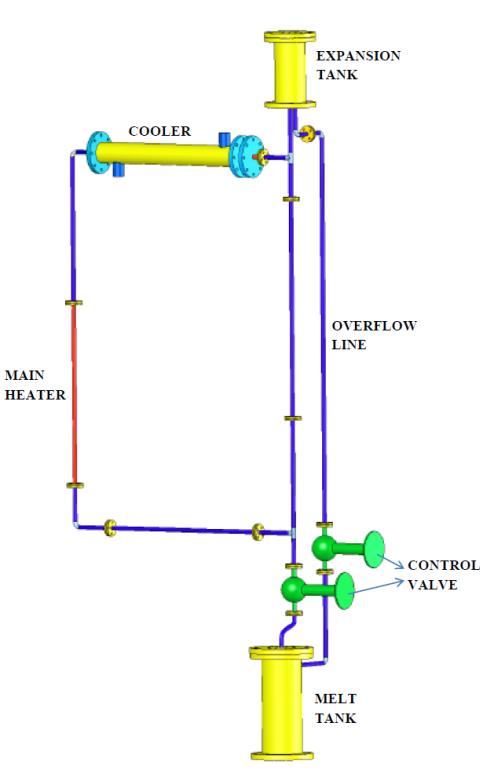 EXPANSION
TANK
COOLER
OVERFLOW
LINE
MAIN
HEATER
CONTROL
VALVE
MELT
TANK